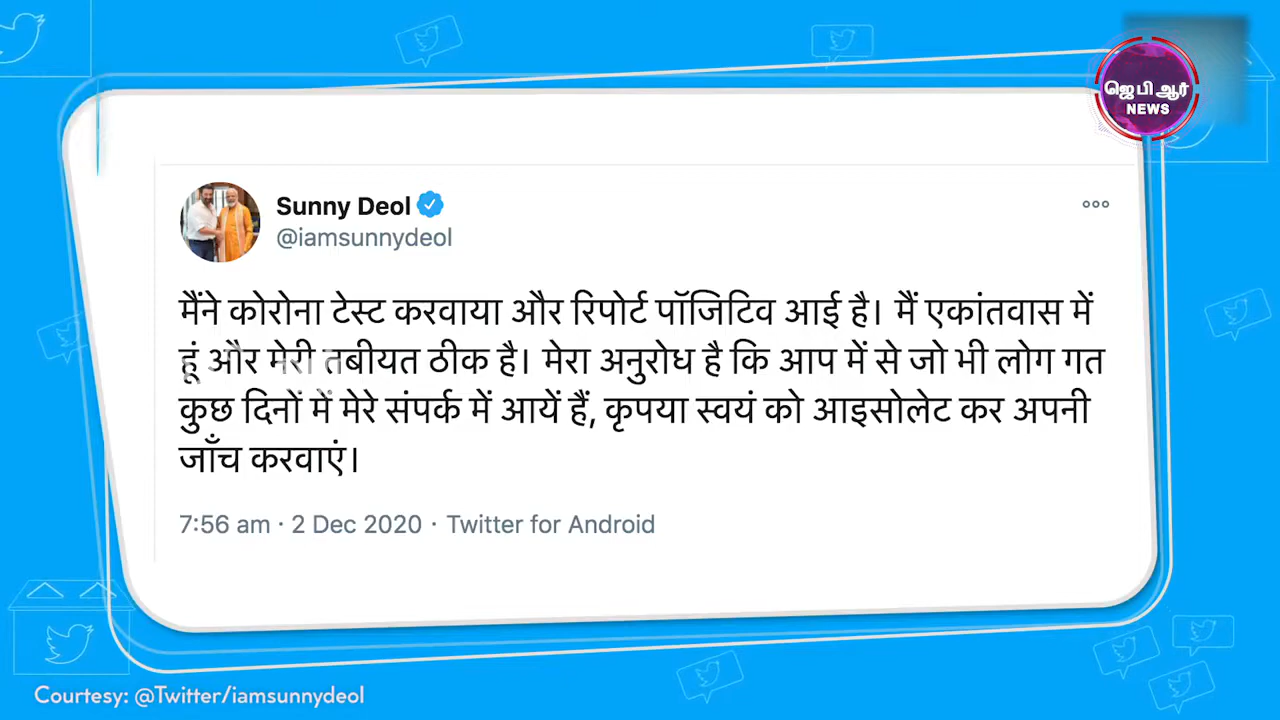 ஜெ பி ஆர்
NEWS
Sunny Deol
@iamsunnydeol
मैंने कोरोना टेस्ट करवाया और रिपोर्ट पॉजिटिव आई है। मैं एकांतवास में
हूं और मेरी तबीयत ठीक है। मेरा अनुरोध है कि आप में से जो भी लोग गत
कुछ दिनों में मेरे संपर्क में आयें हैं, कृपया स्वयं को आइसोलेट कर अपनी
जाँच करवाएं।
7:56 am · 2 Dec 2020 · Twitter for Android
Courtesy: @Twitter/iamsunnydeol